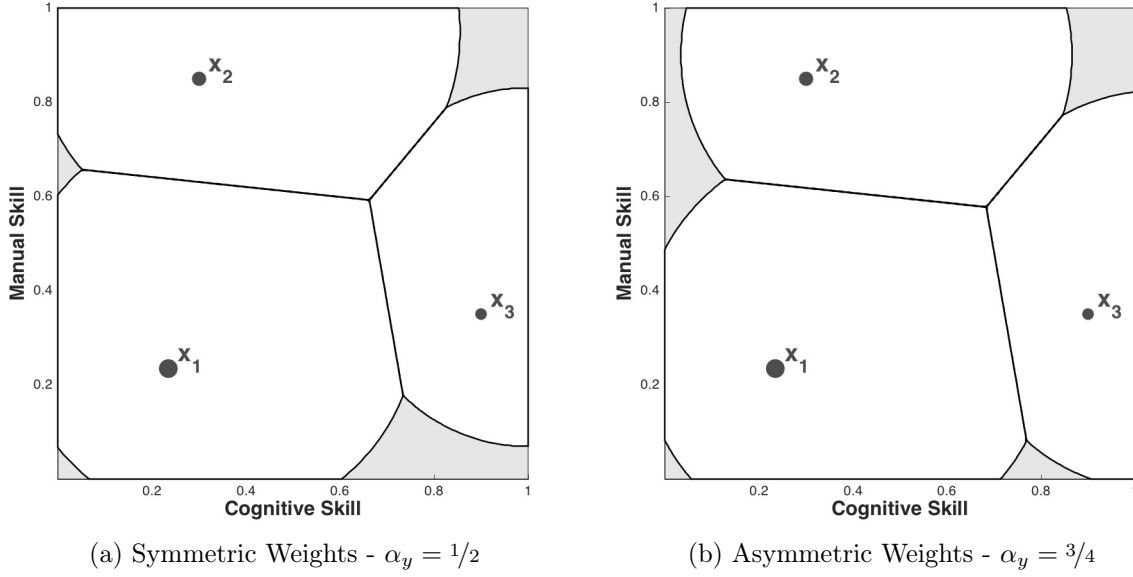 1
0.8
0.6
0.4
0.2
Manual Skill
x2
x3
x1
0.2
0.4
0.6
0.8
1
Cognitive Skill
(a) Symmetric Weights - αy = 1/2
1
0.8
0.6
0.4
0.2
Manual Skill
x2
x3
x1
0.2
0.4
0.6
0.8
1
Cognitive Skill
(b) Asymmetric Weights - αy = 3/4